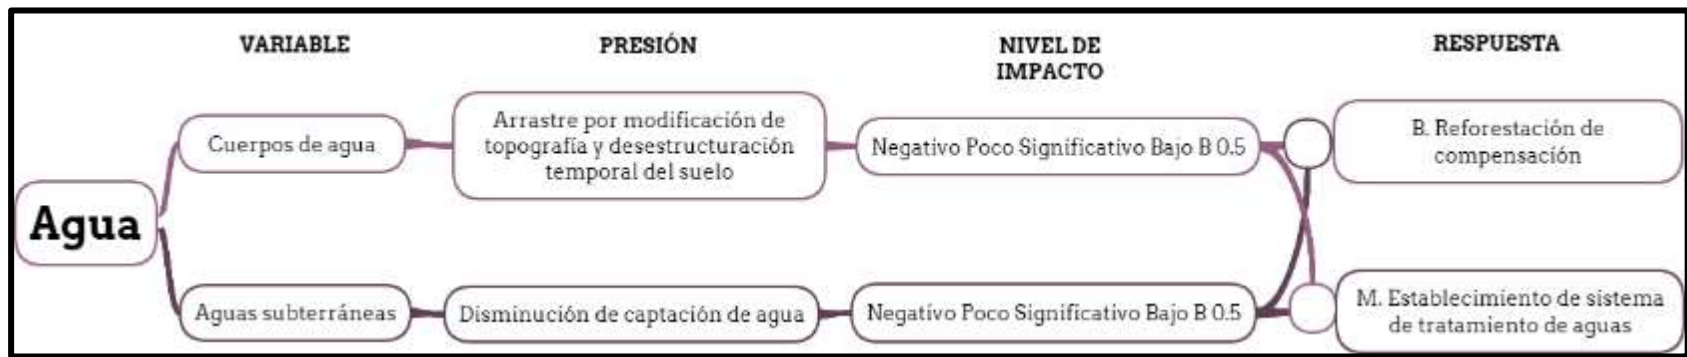 VARIABLE
PRESIÓN
NIVEL DE
IMPACTO
RESPUESTA
Agua
Cuerpos de agua
Arrastre por modificación de
topografía y desestructuración
temporal del suelo
Negativo Poco Significativo Bajo B 0.5
B. Reforestación de
compensación
Aguas subterráneas
Disminución de captación de agua
Negativo Poco Significativo Bajo B 0.5
M. Establecimiento de sistema
de tratamiento de aguas